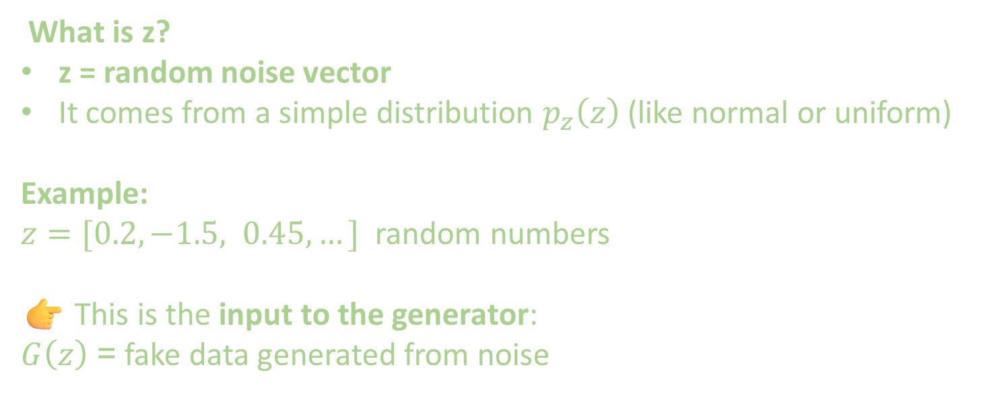 What is z?
• z = random noise vector
• It comes from a simple distribution p_z(z) (like normal or uniform)
Example:
z = [0.2, −1.5, 0.45, … ] random numbers
👉 This is the input to the generator:
G(z) = fake data generated from noise